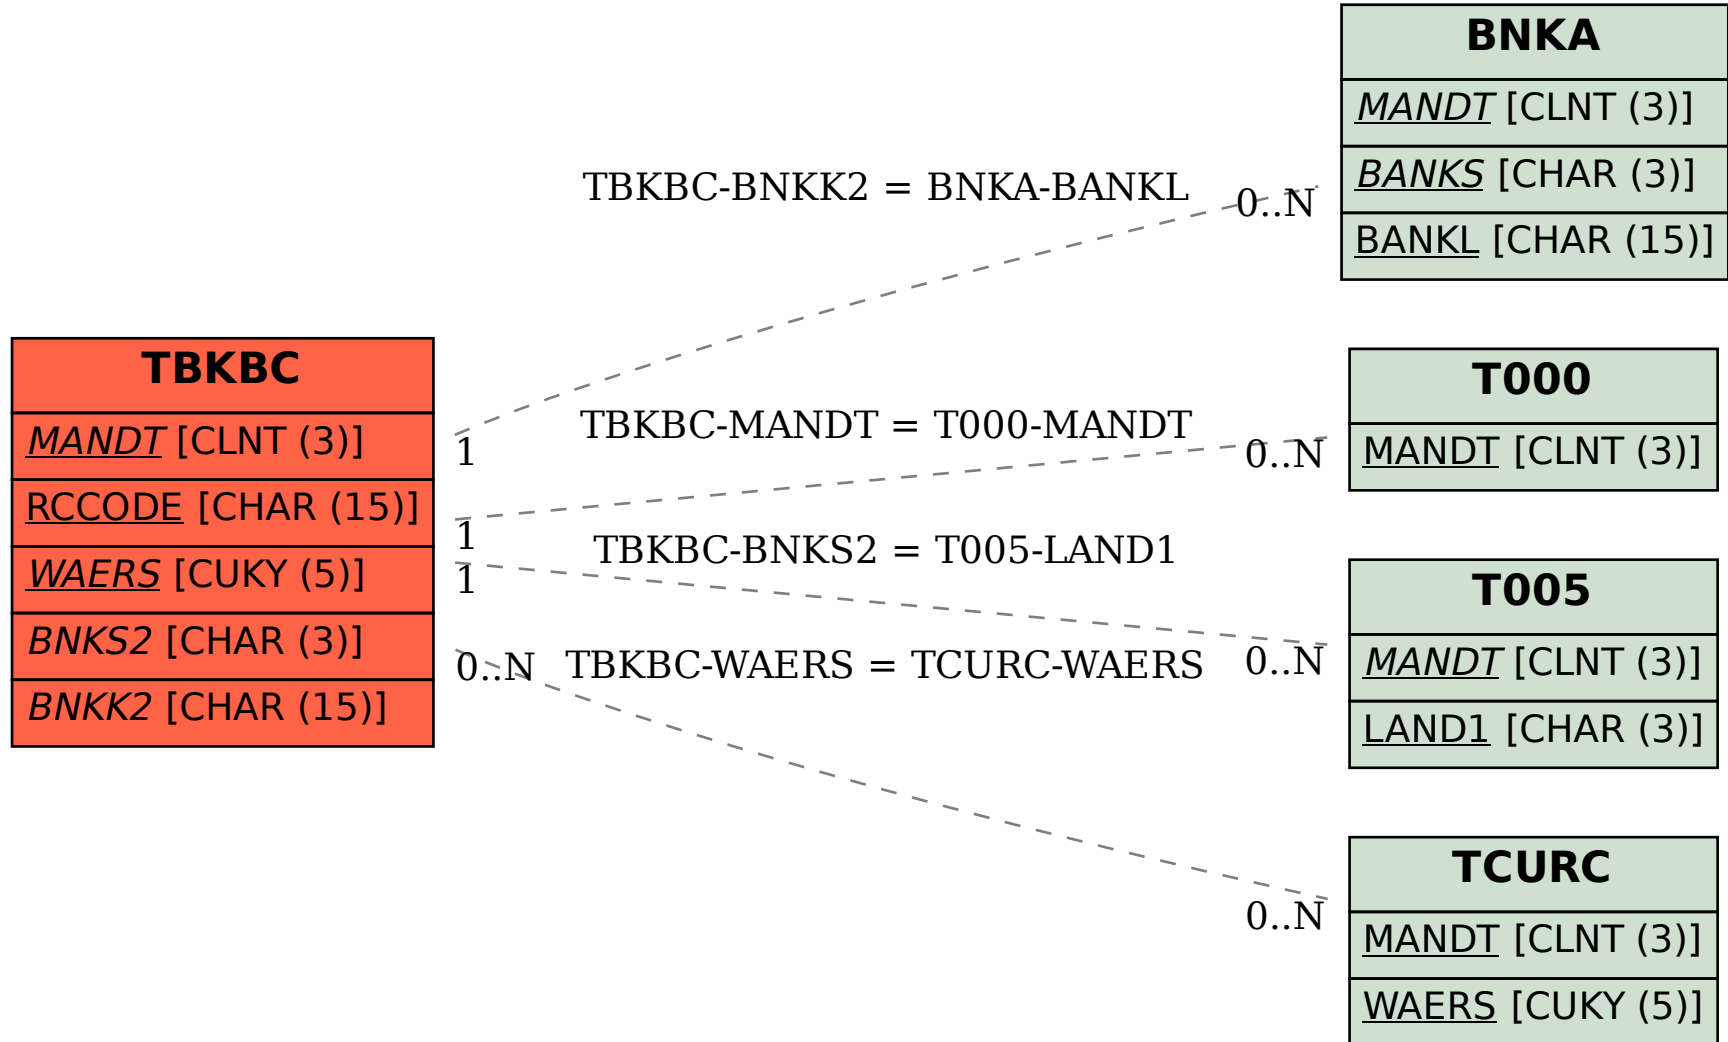 BNKA
MANDT [CLNT (3)]
BANKS [CHAR (3)]
BANKL [CHAR (15)]
TBKBC-BNKK2 = BNKA-BANKL
0..N
TBKBC
MANDT [CLNT (3)]
RCCODE [CHAR (15)]
WAERS [CUKY (5)]
BNKS2 [CHAR (3)]
BNKK2 [CHAR (15)]
1
TBKBC-MANDT = T000-MANDT
0..N
1
T000
MANDT [CLNT (3)]
1
TBKBC-BNKS2 = T005-LAND1
0..N
T005
MANDT [CLNT (3)]
LAND1 [CHAR (3)]
0..N
TBKBC-WAERS = TCURC-WAERS
0..N
TCURC
MANDT [CLNT (3)]
WAERS [CUKY (5)]